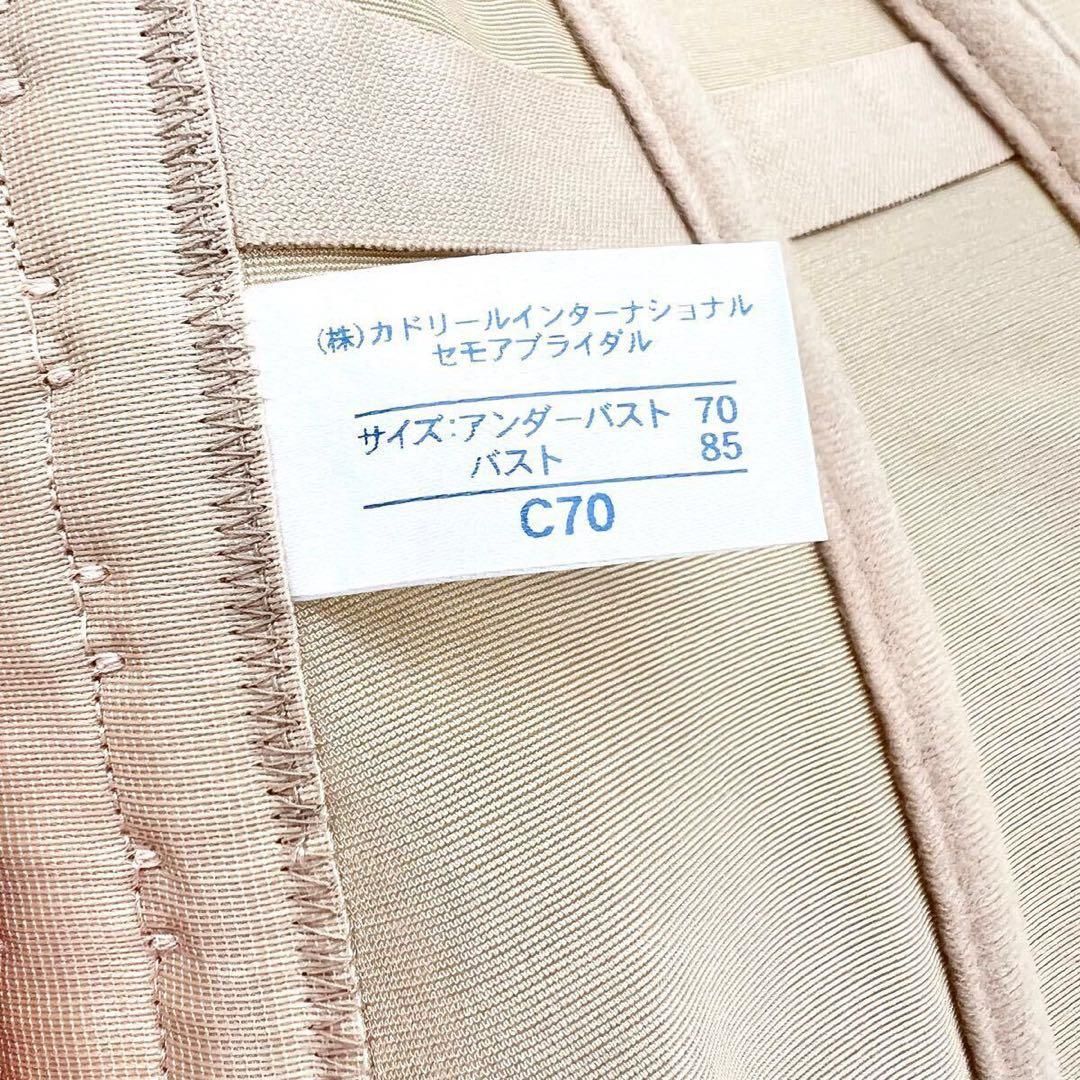 (株)カドリールインターナショナル
セモアブライダル
サイズ:アンダーバスト 70
バスト 85
C70